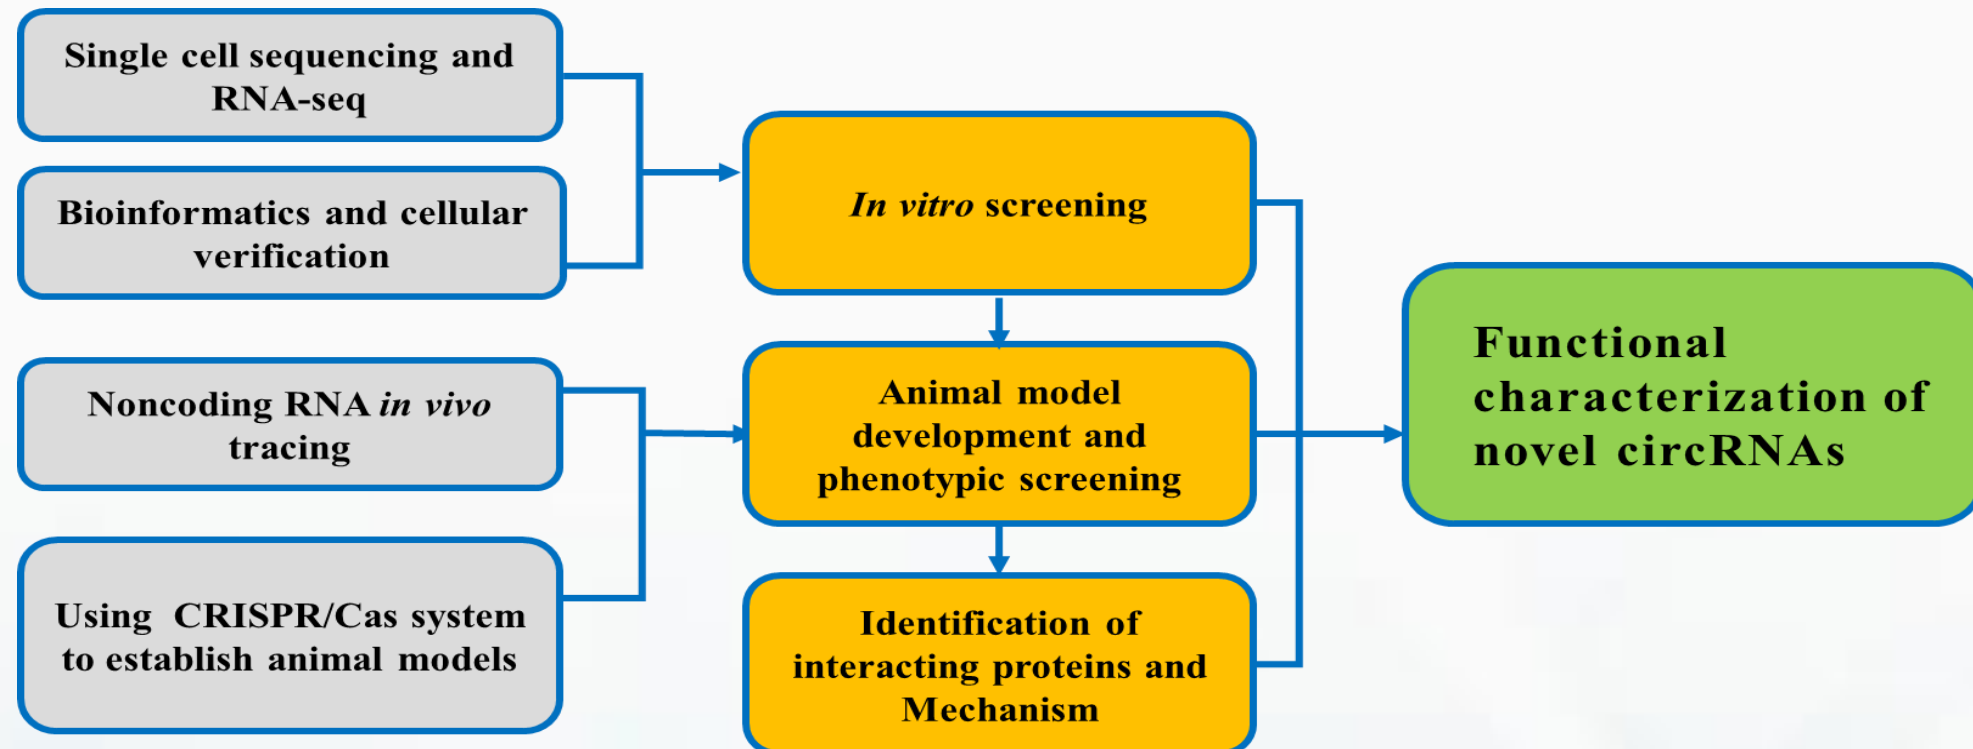 Single cell sequencing and
RNA-seq
Bioinformatics and cellular
verification
Noncoding RNA in vivo
tracing
Using CRISPR/Cas system
to establish animal models
In vitro screening
Animal model
development and
phenotypic screening
Identification of
interacting proteins and
Mechanism
Functional
characterization of
novel circRNAs